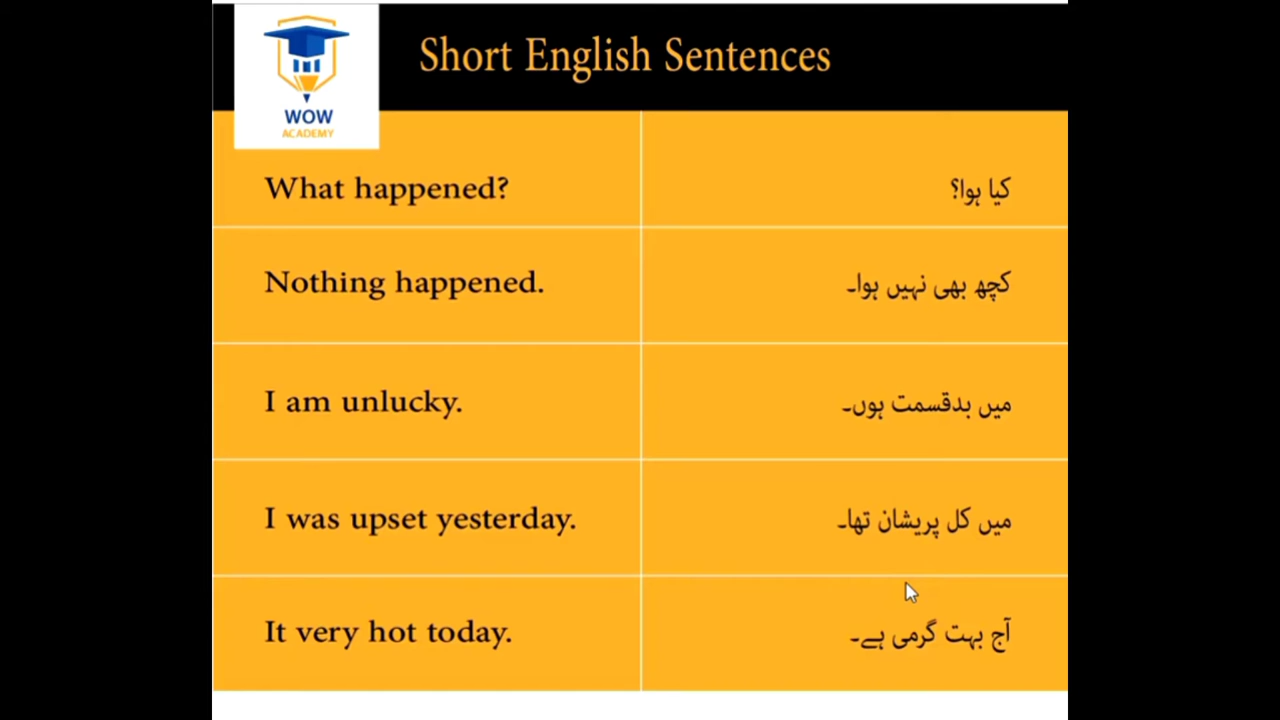 WOW
ACADEMY
Short English Sentences
What happened?
کیا ہوا؟
Nothing happened.
کچھ بھی نہیں ہوا۔
I am unlucky.
میں بدقسمت ہوں۔
I was upset yesterday.
میں کل پریشان تھا۔
It very hot today.
آج بہت گرمی ہے۔